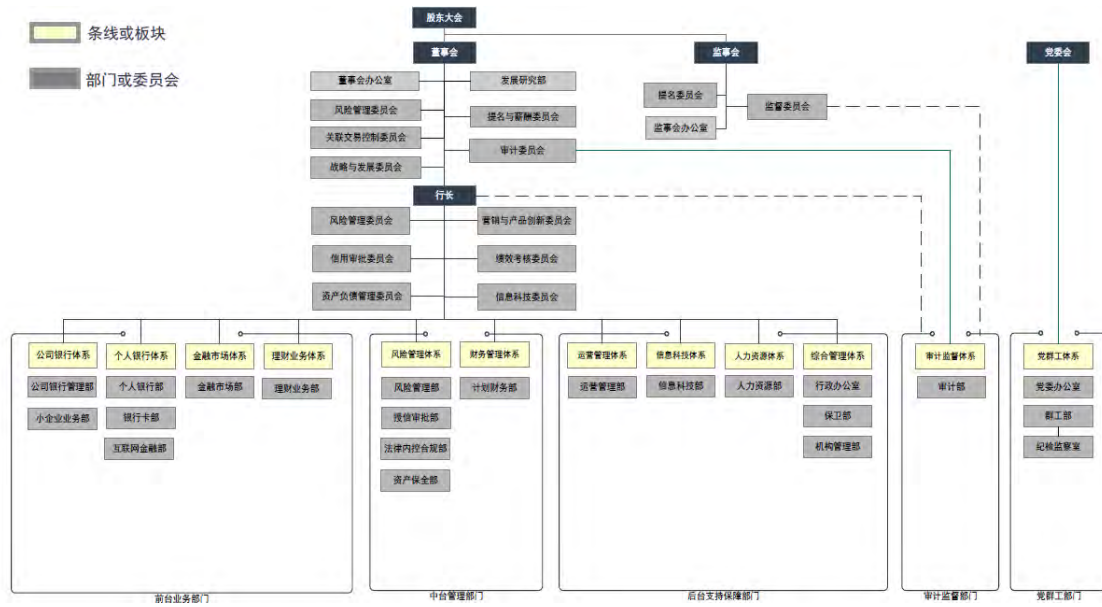 条线或板块
部门或委员会
股东大会
董事会
监事会
党委会
董事会办公室
发展研究部
风险管理委员会
提名与薪酬委员会
关联交易控制委员会
审计委员会
战略与发展委员会
提名委员会
监督委员会
监事会办公室
行长
风险管理委员会
营销与产品创新委员会
信用审批委员会
绩效考核委员会
资产负债管理委员会
信息科技委员会
公司银行体系
公司银行管理部
小企业业务部
个人银行体系
个人银行部
银行卡部
互联网金融部
金融市场体系
金融市场部
理财业务体系
理财业务部
前台业务部门
风险管理体系
风险管理部
授信审批部
法律内控合规部
资产保全部
财务管理体系
计划财务部
中台管理部门
运营管理体系
运营管理部
信息科技体系
信息科技部
人力资源体系
人力资源部
综合管理体系
行政办公室
保卫部
机构管理部
后台支持保障部门
审计监督体系
审计部
审计监督部门
党群工体系
党委办公室
群工部
纪检监察室
党群工部门